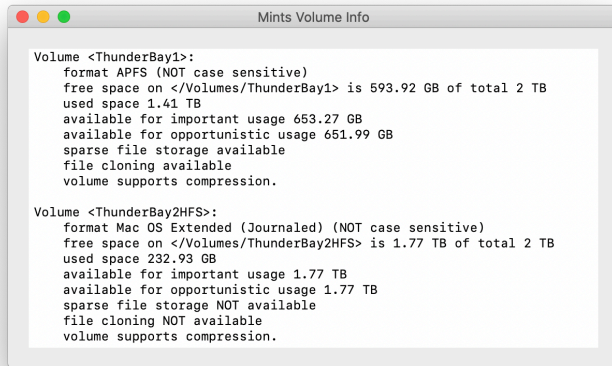 Mints Volume Info
Volume <ThunderBay1>:
format APFS (NOT case sensitive)
free space on </Volumes/ThunderBay1> is 593.92 GB of total 2 TB
used space 1.41 TB
available for important usage 653.27 GB
available for opportunistic usage 651.99 GB
sparse file storage available
file cloning available
volume supports compression.
Volume <ThunderBay2HFS>:
format Mac OS Extended (Journaled) (NOT case sensitive)
free space on </Volumes/ThunderBay2HFS> is 1.77 TB of total 2 TB
used space 232.93 GB
available for important usage 1.77 TB
available for opportunistic usage 1.77 TB
sparse file storage NOT available
file cloning NOT available
volume supports compression.